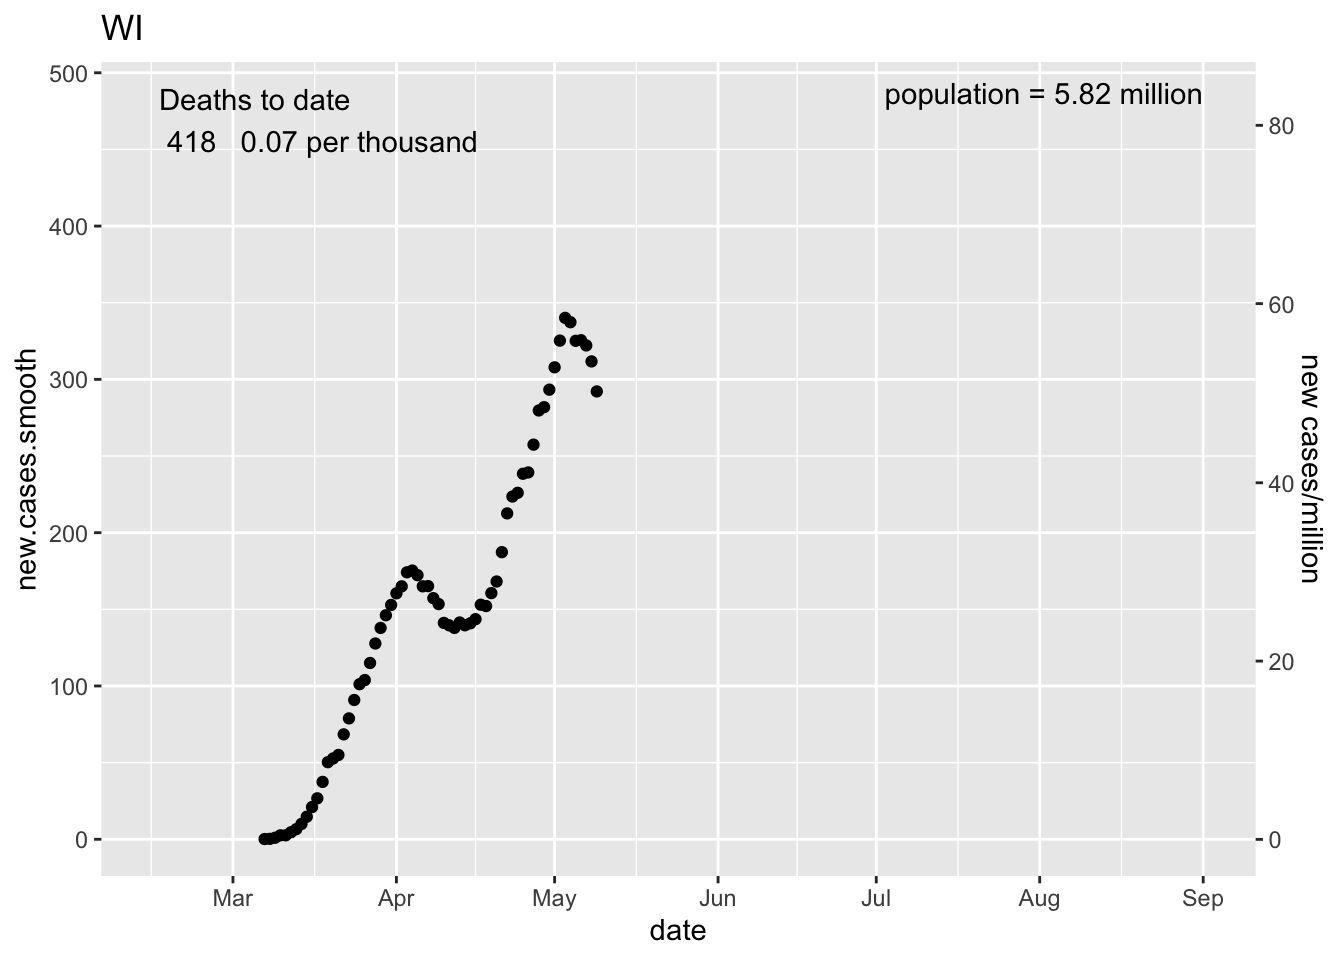 WI
Deaths to date
418 0.07 per thousand
population = 5.82 million
500
400
300
200
100
0
new.cases.smooth
80
60
40
20
0
new cases/million
Mar Apr May Jun Jul Aug Sep
date